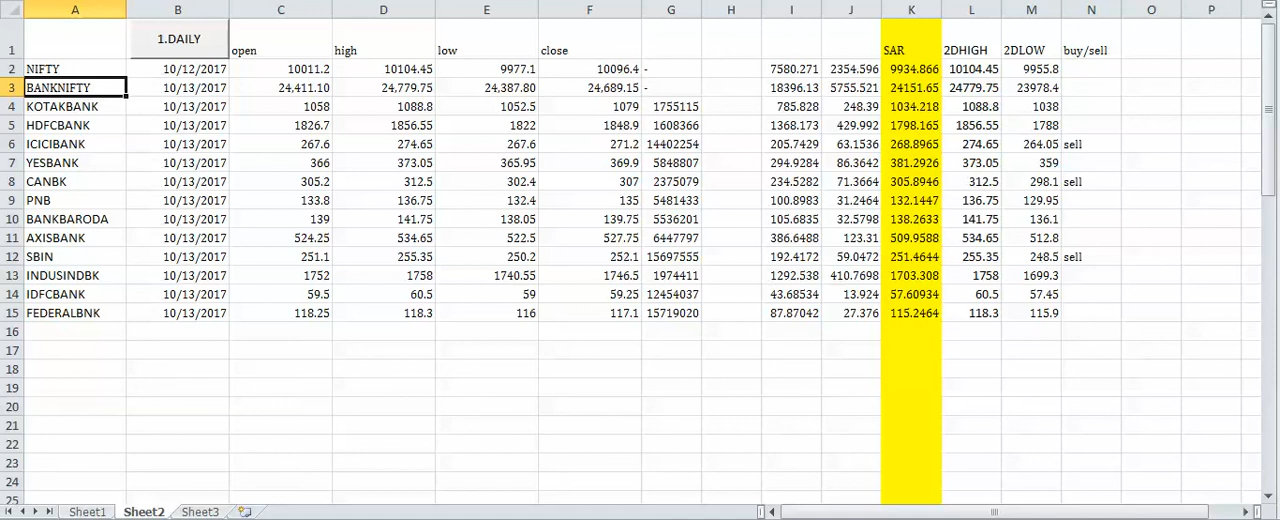 A B C D E F G H I J K L M N O P
1 1.DAILY open high low close SAR 2DHIGH 2DLOW buy/sell
2 NIFTY 10/12/2017 10011.2 10104.45 9977.1 10096.4 - 7580.271 2354.596 9934.866 10104.45 9955.8
3 BANKNIFTY 10/13/2017 24,411.10 24,779.75 24,387.80 24,689.15 - 18396.13 5755.521 24151.65 24779.75 23978.4
4 KOTAKBANK 10/13/2017 1058 1088.8 1052.5 1079 1755115 785.828 248.39 1034.218 1088.8 1038
5 HDFCBANK 10/13/2017 1826.7 1856.55 1822 1848.9 1608366 1368.173 429.992 1798.165 1856.55 1788
6 ICICIBANK 10/13/2017 267.6 274.65 267.6 271.2 14402254 205.7429 63.1536 268.8965 274.65 264.05 sell
7 YESBANK 10/13/2017 366 373.05 365.95 369.9 5848807 294.9284 86.3642 381.2926 373.05 359
8 CANBK 10/13/2017 305.2 312.5 302.4 307 2375079 234.5282 71.3664 305.8946 312.5 298.1 sell
9 PNB 10/13/2017 133.8 136.75 132.4 135 5481433 100.8983 31.2464 132.1447 136.75 129.95
10 BANKBARODA 10/13/2017 139 141.75 138.05 139.75 5536201 105.6835 32.5798 138.2633 141.75 136.1
11 AXISBANK 10/13/2017 524.25 534.65 522.5 527.75 6447797 386.6488 123.31 509.9588 534.65 512.8
12 SBIN 10/13/2017 251.1 255.35 250.2 252.1 15697555 192.4172 59.0472 251.4644 255.35 248.5 sell
13 INDUSINDBK 10/13/2017 1752 1758 1740.55 1746.5 1974411 1292.538 410.7698 1703.308 1758 1699.3
14 IDFCBANK 10/13/2017 59.5 60.5 59 59.25 12454037 43.68534 13.924 57.60934 60.5 57.45
15 FEDERALBNK 10/13/2017 118.25 118.3 116 117.1 15719020 87.87042 27.376 115.2464 118.3 115.9
16
17
18
19
20
21
22
23
24
25
Sheet1 Sheet2 Sheet3